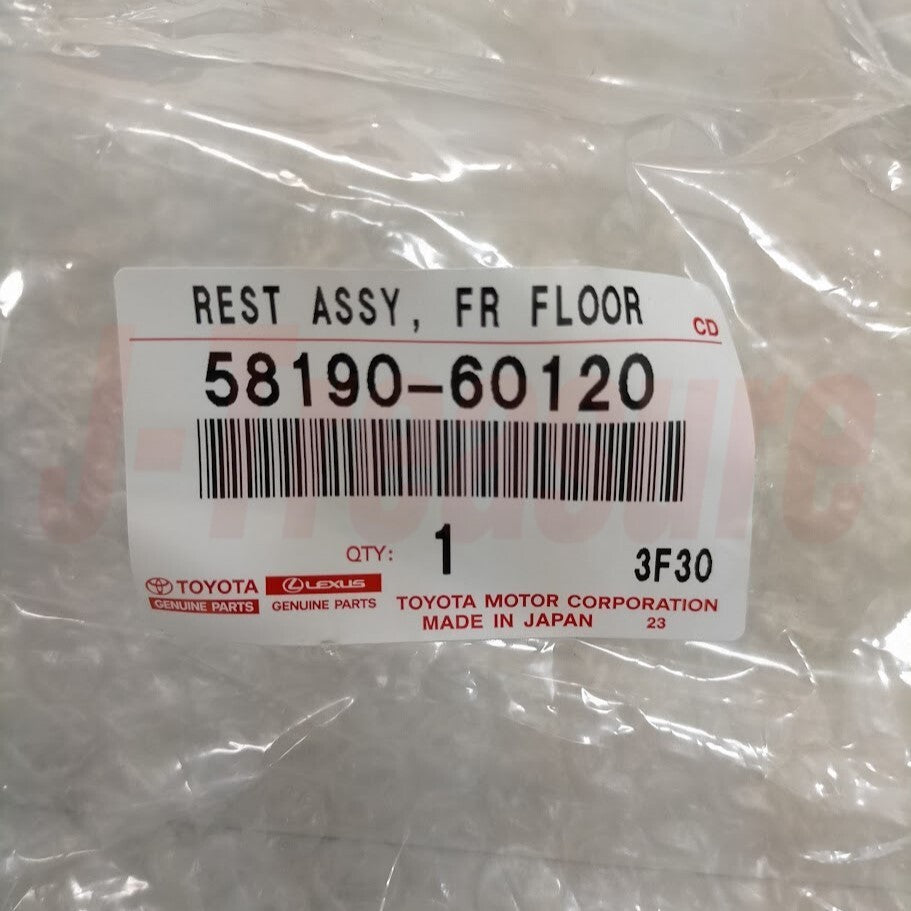 REST ASSY, FR FLOOR
CD
58190-60120
J-Treasure
QTY: 1
3F30
TOYOTA
GENUINE PARTS
LEXUS
GENUINE PARTS
TOYOTA MOTOR CORPORATION
MADE IN JAPAN 23